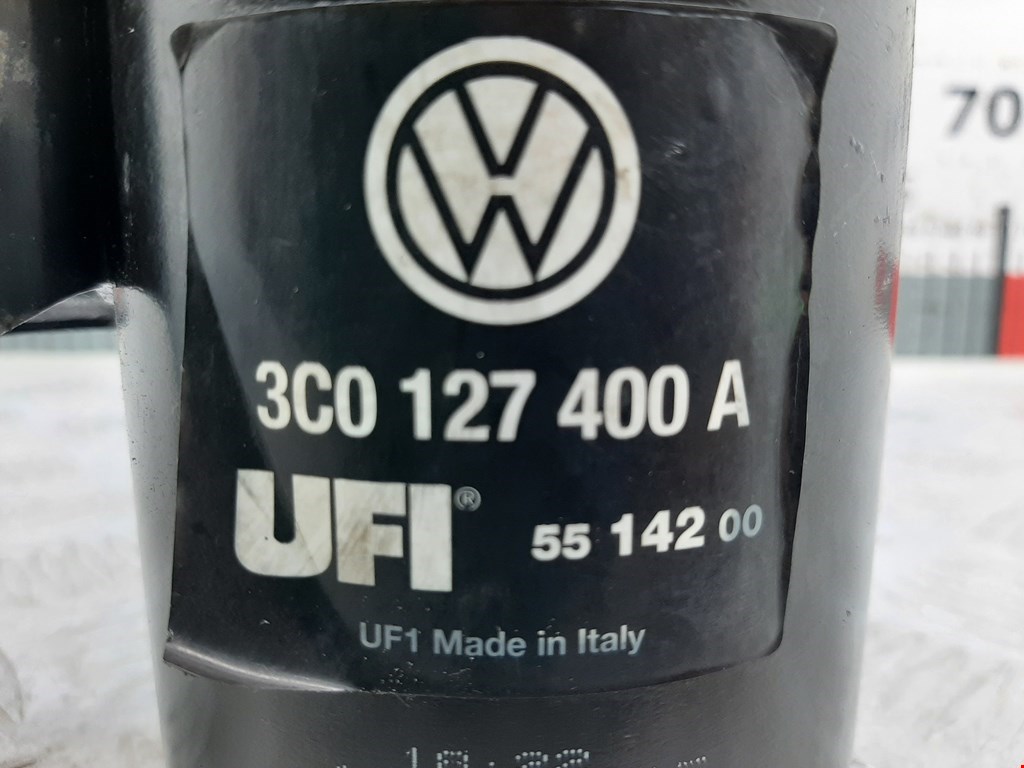 3C0 127 400 A
UFI®
55 142 00
UF1 Made in Italy
70